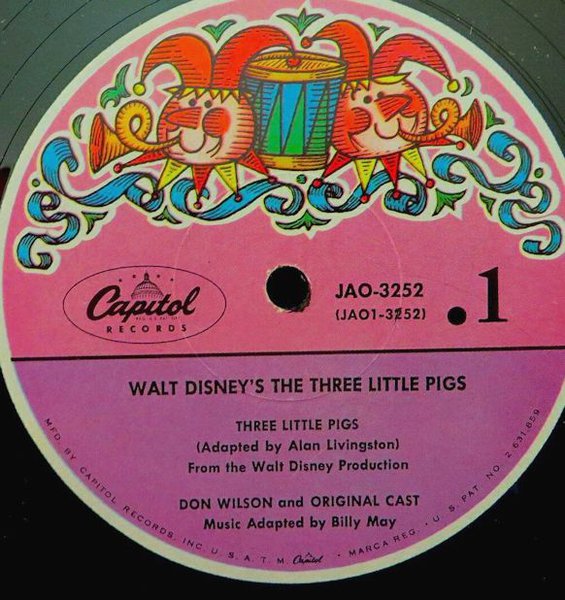 Capitol
RECORDS
JAO-3252
(JAO1-3252)
.1
WALT DISNEY'S THE THREE LITTLE PIGS
THREE LITTLE PIGS
(Adapted by Alan Livingston)
From the Walt Disney Production
DON WILSON and ORIGINAL CAST
Music Adapted by Billy May
MFD. BY CAPITOL RECORDS, INC. U. S. A. T. M. Capitol • MARCA REG. • U. S. PAT. NO. 2,631,859